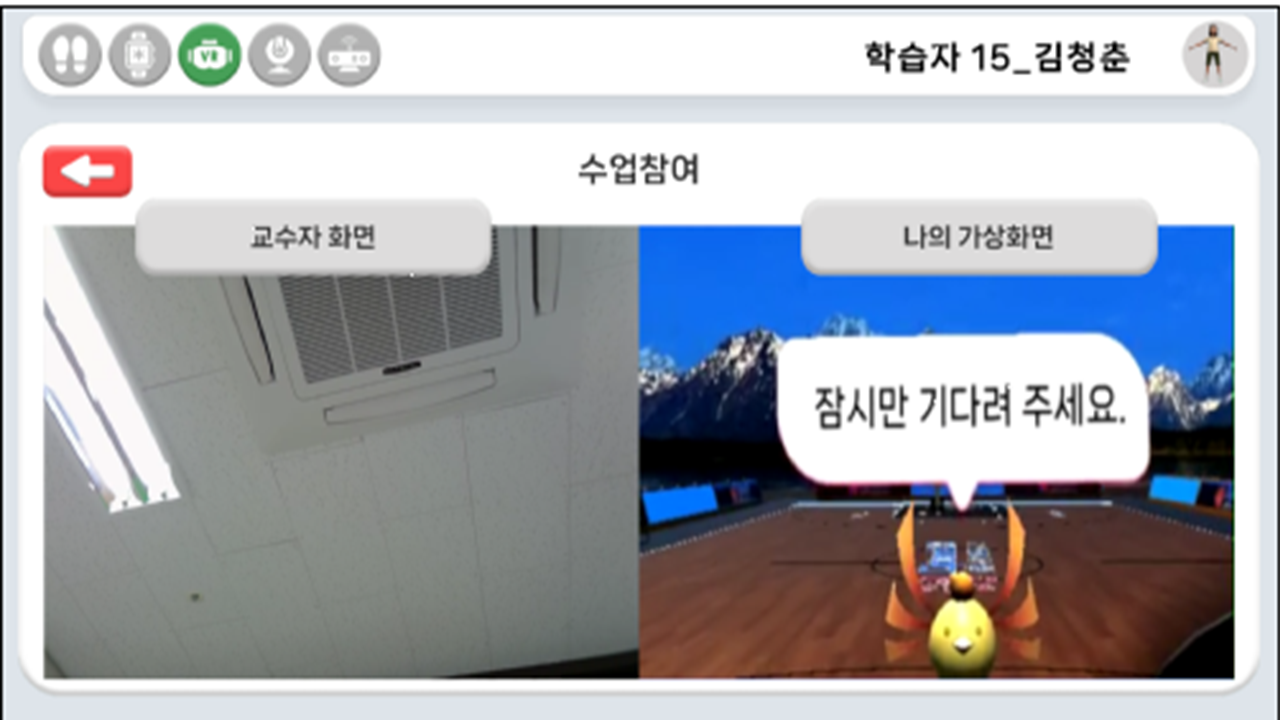 VR
학습자 15_김청춘
수업참여
교수자 화면
나의 가상화면
잠시만 기다려 주세요.